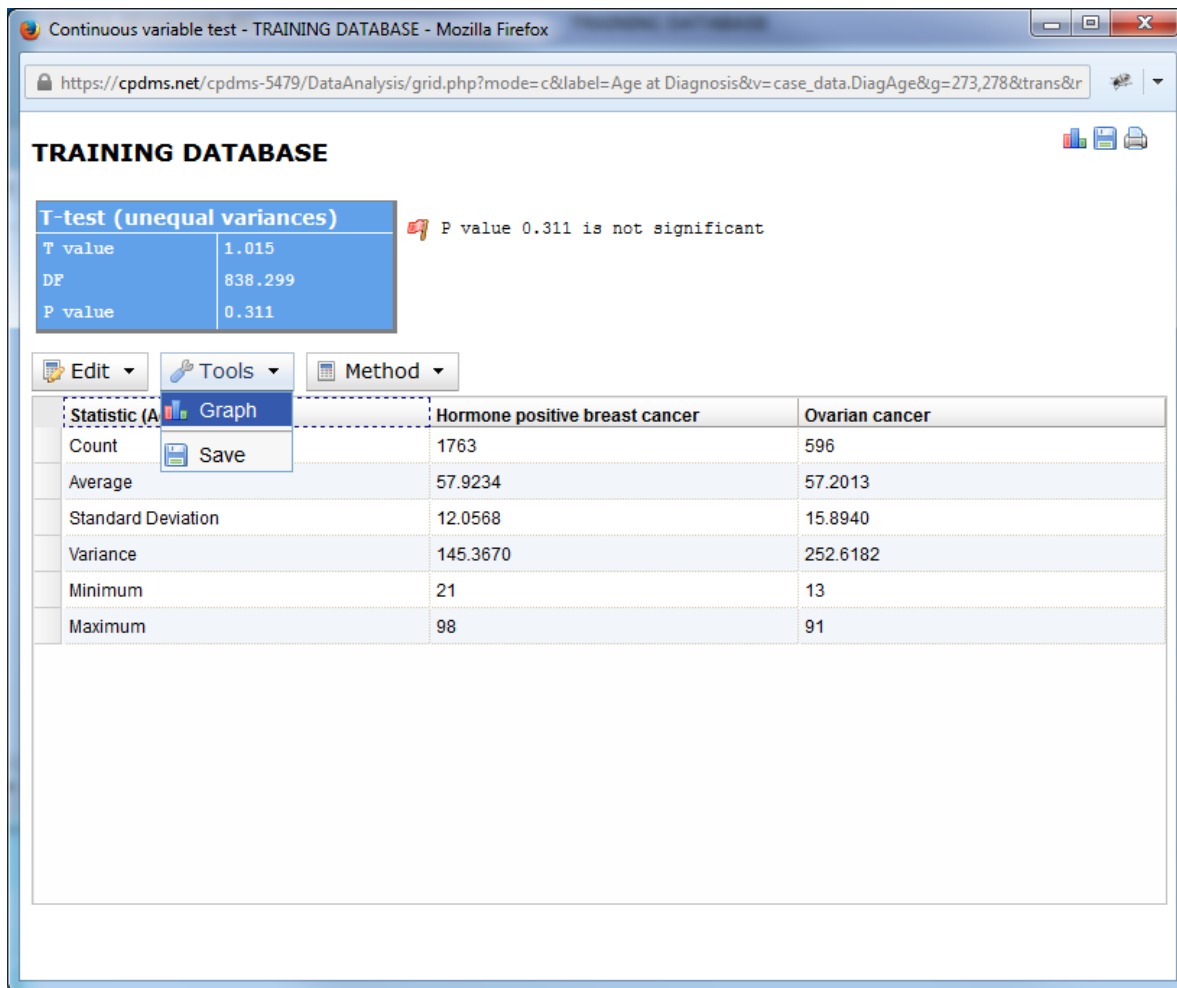 Continuous variable test - TRAINING DATABASE - Mozilla Firefox
https://cpdms.net/cpdms-5479/DataAnalysis/grid.php?mode=c&label=Age at Diagnosis&v=case_data.DiagAge&g=273,278&trans&r
TRAINING DATABASE
T-test (unequal variances)
T value 1.015
DF 838.299
P value 0.311
P value 0.311 is not significant
Edit Tools Method
Graph
Save
Statistic (A Hormone positive breast cancer Ovarian cancer
Count 1763 596
Average 57.9234 57.2013
Standard Deviation 12.0568 15.8940
Variance 145.3670 252.6182
Minimum 21 13
Maximum 98 91